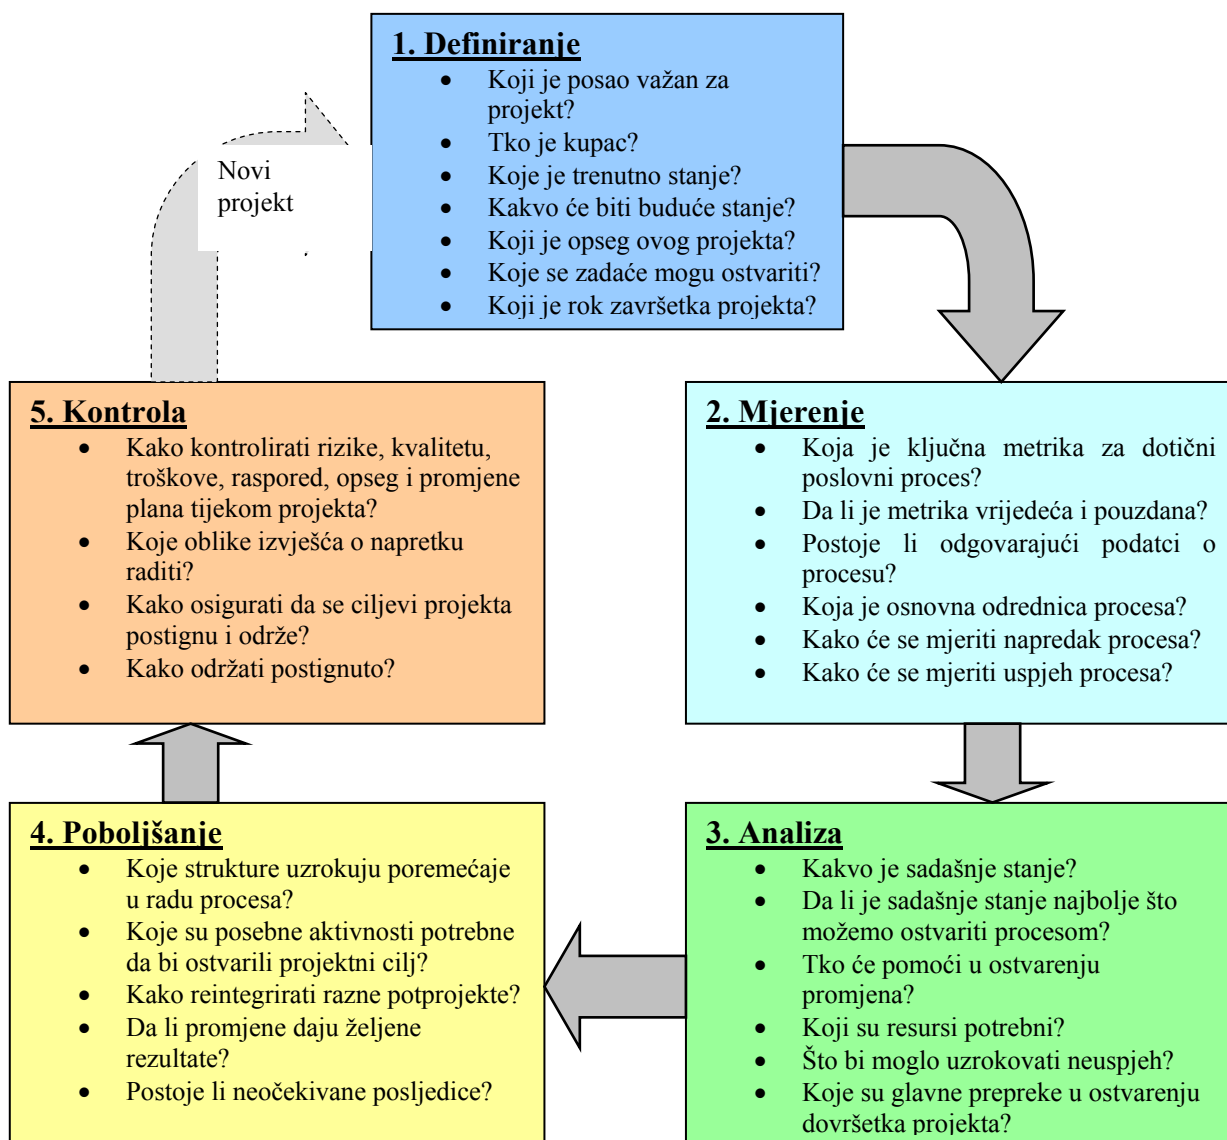 1. Definiranje
• Koji je posao važan za
projekt?
• Tko je kupac?
• Koje je trenutno stanje?
• Kakvo će biti buduće stanje?
• Koji je opseg ovog projekta?
• Koje se zadaće mogu ostvariti?
• Koji je rok završetka projekta?
Novi
projekt
2. Mjerenje
• Koja je ključna metrika za dotični
poslovni proces?
• Da li je metrika vrijedeća i pouzdana?
• Postoje li odgovarajući podatci o
procesu?
• Koja je osnovna odrednica procesa?
• Kako će se mjeriti napredak procesa?
• Kako će se mjeriti uspjeh procesa?
3. Analiza
• Kakvo je sadašnje stanje?
• Da li je sadašnje stanje najbolje što
možemo ostvariti procesom?
• Tko će pomoći u ostvarenju
promjena?
• Koji su resursi potrebni?
• Što bi moglo uzrokovati neuspjeh?
• Koje su glavne prepreke u ostvarenju
dovršetka projekta?
4. Poboljšanje
• Koje strukture uzrokuju poremećaje
u radu procesa?
• Koje su posebne aktivnosti potrebne
da bi ostvarili projektni cilj?
• Kako reintegrirati razne potprojekte?
• Da li promjene daju željene
rezultate?
• Postoje li neočekivane posljedice?
5. Kontrola
• Kako kontrolirati rizike, kvalitetu,
troškove, raspored, opseg i promjene
plana tijekom projekta?
• Koje oblike izvješća o napretku
raditi?
• Kako osigurati da se ciljevi projekta
postignu i održe?
• Kako održati postignuto?